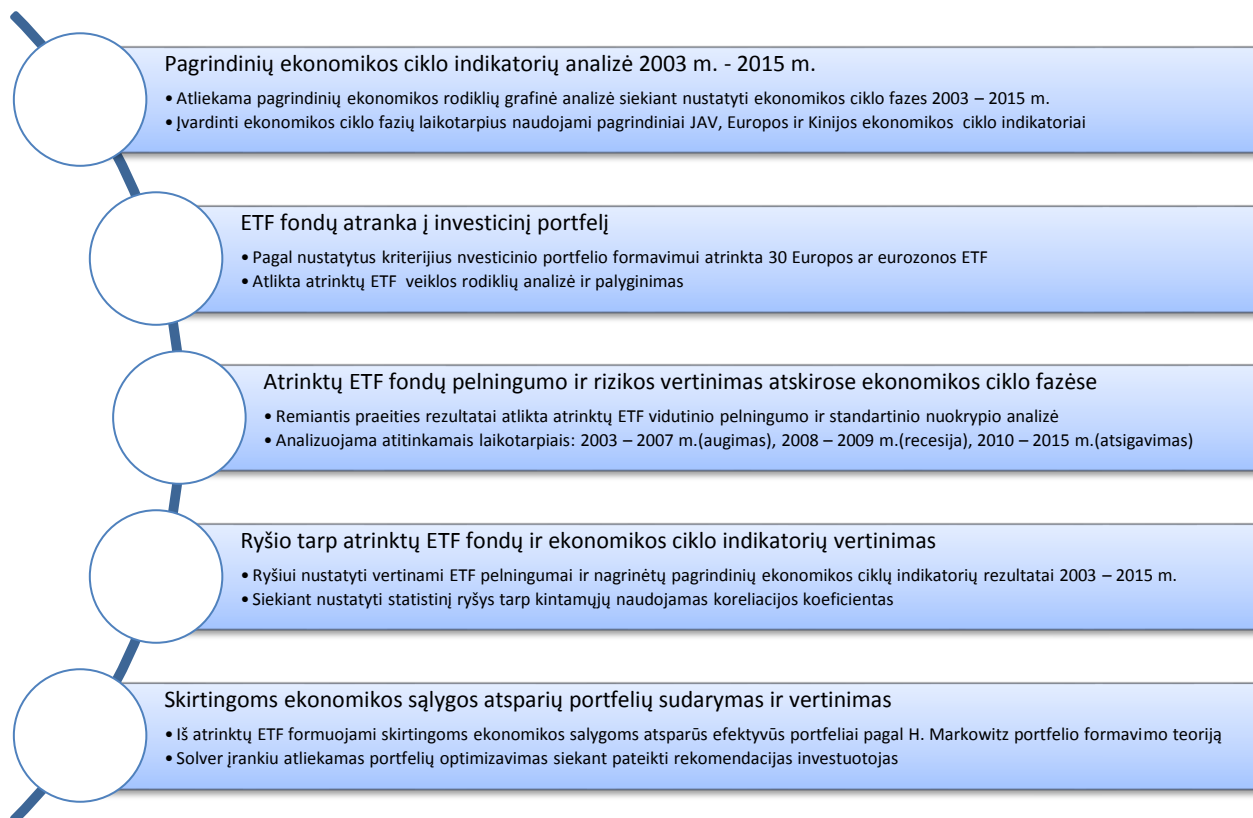 Pagrindinių ekonomikos ciklo indikatorių analizė 2003 m. - 2015 m.
• Atliekama pagrindinių ekonomikos rodiklių grafinė analizė siekiant nustatyti ekonomikos ciklo fazes 2003 – 2015 m.
• Įvardinti ekonomikos ciklo fazių laikotarpius naudojami pagrindiniai JAV, Europos ir Kinijos ekonomikos ciklo indikatoriai
ETF fondų atranka į investicinį portfelį
• Pagal nustatytus kriterijius nvesticinio portfelio formavimui atrinkta 30 Europos ar eurozonos ETF
• Atlikta atrinktų ETF veiklos rodiklių analizė ir palyginimas
Atrinktų ETF fondų pelningumo ir rizikos vertinimas atskirose ekonomikos ciklo fazėse
• Remiantis praeities rezultatai atlikta atrinktų ETF vidutinio pelningumo ir standartinio nuokrypio analizė
• Analizuojama atitinkamais laikotarpiais: 2003 – 2007 m.(augimas), 2008 – 2009 m.(recesija), 2010 – 2015 m.(atsigavimas)
Ryšio tarp atrinktų ETF fondų ir ekonomikos ciklo indikatorių vertinimas
• Ryšiui nustatyti vertinami ETF pelningumai ir nagrinėtų pagrindinių ekonomikos ciklų indikatorių rezultatai 2003 – 2015 m.
• Siekiant nustatyti statistinį ryšys tarp kintamųjų naudojamas koreliacijos koeficientas
Skirtingoms ekonomikos sąlygos atsparių portfelių sudarymas ir vertinimas
• Iš atrinktų ETF formuojami skirtingoms ekonomikos salygoms atsparūs efektyvūs portfeliai pagal H. Markowitz portfelio formavimo teoriją
• Solver įrankiu atliekamas portfelių optimizavimas siekant pateikti rekomendacijas investuotojas